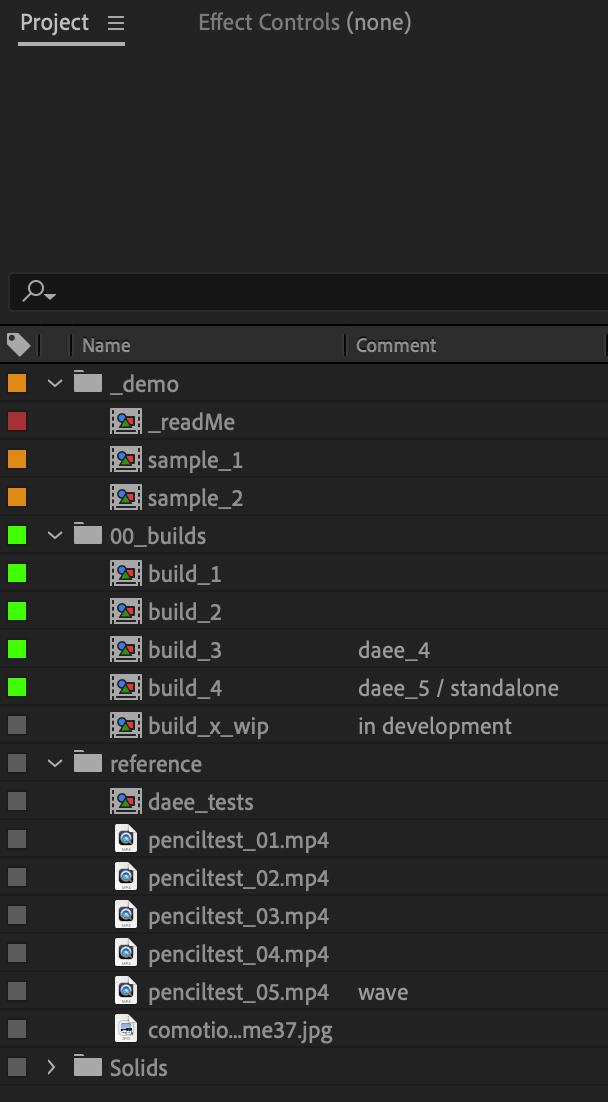 Project Effect Controls (none)
Name Comment
_demo
_readMe
sample_1
sample_2
00_builds
build_1
build_2
build_3 daee_4
build_4 daee_5 / standalone
build_x_wip in development
reference
daee_tests
penciltest_01.mp4
penciltest_02.mp4
penciltest_03.mp4
penciltest_04.mp4
penciltest_05.mp4 wave
comotio...me37.jpg
Solids